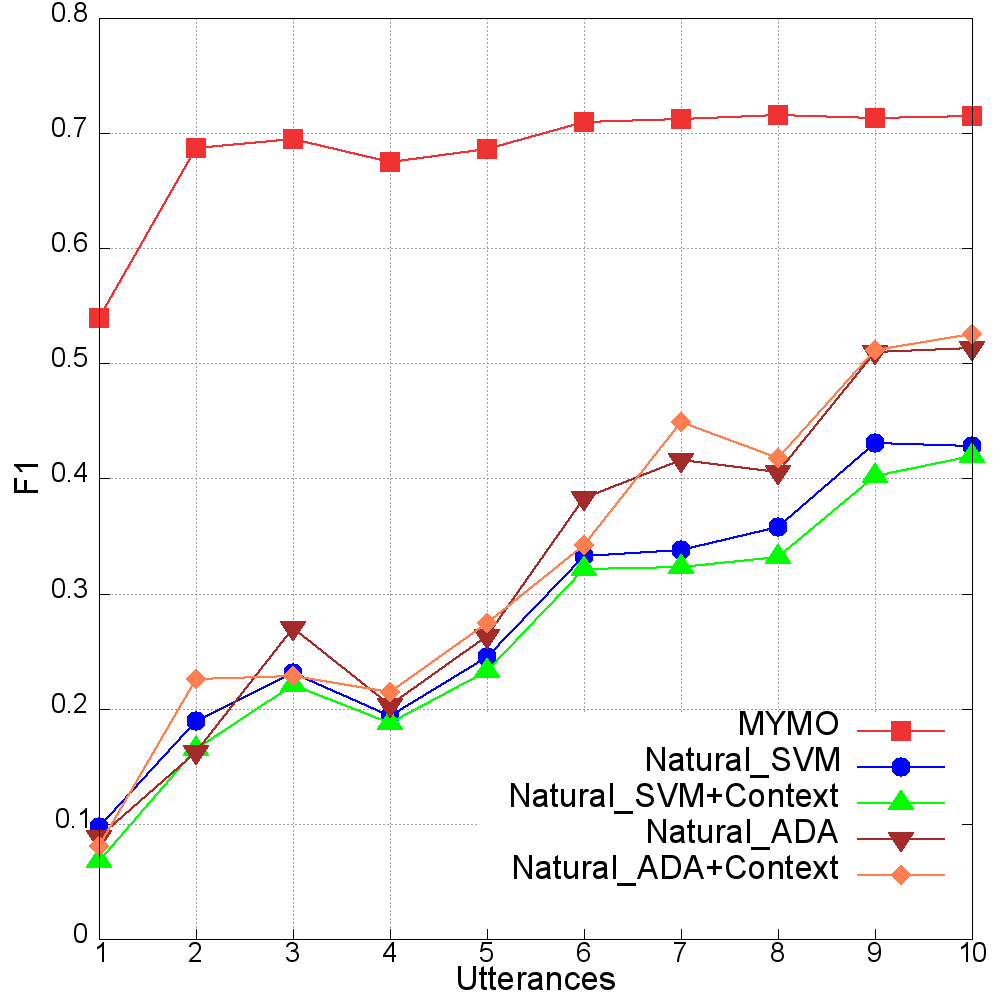 0.8
0.7
0.6
0.5
0.4
0.3
0.2
0.1
0
F1
MYMO
Natural_SVM
Natural_SVM+Context
Natural_ADA
Natural_ADA+Context
1 2 3 4 5 6 7 8 9 10
Utterances